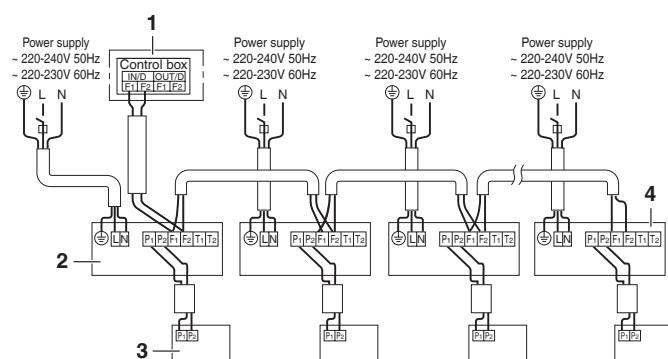 1
Power supply
~ 220-240V 50Hz
~ 220-230V 60Hz
L N
Control box
IN/D OUT/D
F1 F2 F1 F2
Power supply
~ 220-240V 50Hz
~ 220-230V 60Hz
L N
Power supply
~ 220-240V 50Hz
~ 220-230V 60Hz
L N
Power supply
~ 220-240V 50Hz
~ 220-230V 60Hz
L N
4
2
L N
P1 P2 F1 F2 T1 T2
L N
P1 P2 F1 F2 T1 T2
L N
P1 P2 F1 F2 T1 T2
L N
P1 P2 F1 F2 T1 T2
3
P1 P2
P1 P2
P1 P2
P1 P2